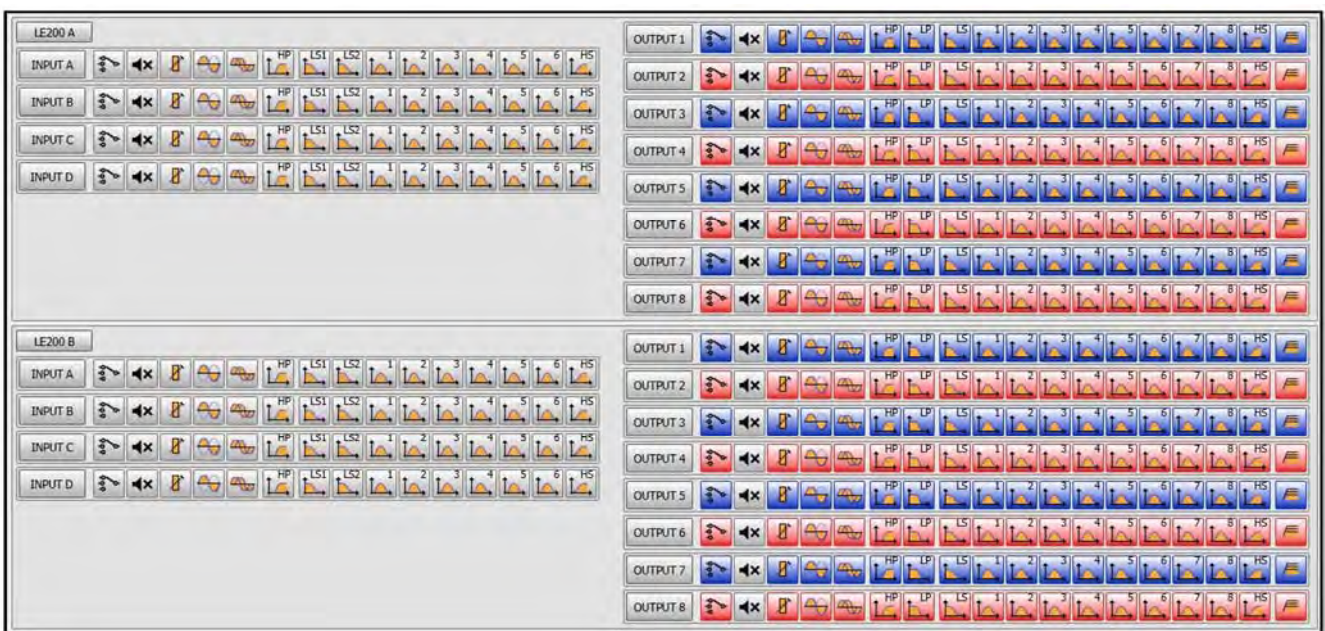 LE200 A
INPUT A HP LS1 LS2 1 2 3 4 5 6 HS
INPUT B HP LS1 LS2 1 2 3 4 5 6 HS
INPUT C HP LS1 LS2 1 2 3 4 5 6 HS
INPUT D HP LS1 LS2 1 2 3 4 5 6 HS
OUTPUT 1 HP LP LS 1 2 3 4 5 6 7 8 HS
OUTPUT 2 HP LP LS 1 2 3 4 5 6 7 8 HS
OUTPUT 3 HP LP LS 1 2 3 4 5 6 7 8 HS
OUTPUT 4 HP LP LS 1 2 3 4 5 6 7 8 HS
OUTPUT 5 HP LP LS 1 2 3 4 5 6 7 8 HS
OUTPUT 6 HP LP LS 1 2 3 4 5 6 7 8 HS
OUTPUT 7 HP LP LS 1 2 3 4 5 6 7 8 HS
OUTPUT 8 HP LP LS 1 2 3 4 5 6 7 8 HS
LE200 B
INPUT A HP LS1 LS2 1 2 3 4 5 6 HS
INPUT B HP LS1 LS2 1 2 3 4 5 6 HS
INPUT C HP LS1 LS2 1 2 3 4 5 6 HS
INPUT D HP LS1 LS2 1 2 3 4 5 6 HS
OUTPUT 1 HP LP LS 1 2 3 4 5 6 7 8 HS
OUTPUT 2 HP LP LS 1 2 3 4 5 6 7 8 HS
OUTPUT 3 HP LP LS 1 2 3 4 5 6 7 8 HS
OUTPUT 4 HP LP LS 1 2 3 4 5 6 7 8 HS
OUTPUT 5 HP LP LS 1 2 3 4 5 6 7 8 HS
OUTPUT 6 HP LP LS 1 2 3 4 5 6 7 8 HS
OUTPUT 7 HP LP LS 1 2 3 4 5 6 7 8 HS
OUTPUT 8 HP LP LS 1 2 3 4 5 6 7 8 HS